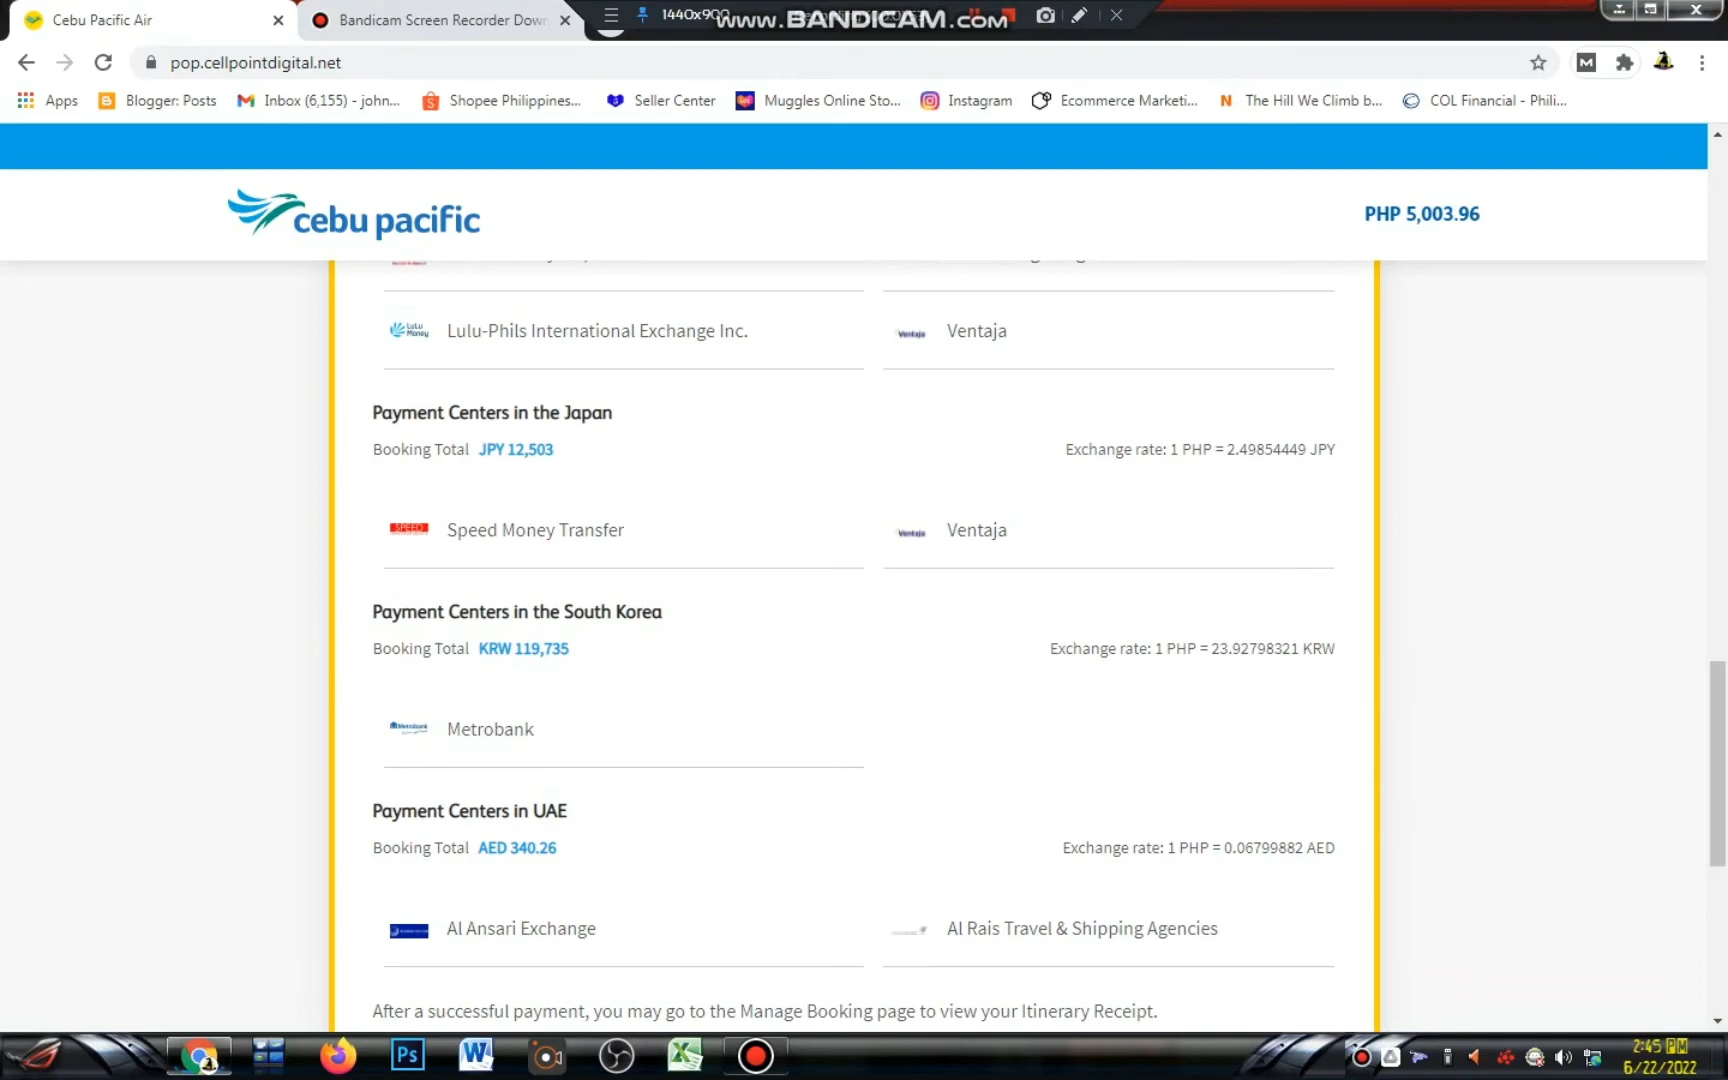 Cebu Pacific Air
Bandicam Screen Recorder Down
1440x900
www.BANDICAM.com
pop.cellpointdigital.net
Apps
Blogger: Posts
Inbox (6,155) - john...
Shopee Philippines...
Seller Center
Muggles Online Sto...
Instagram
Ecommerce Marketi...
The Hill We Climb b...
COL Financial - Phili...
cebu pacific
PHP 5,003.96
LuLu Money
Lulu-Phils International Exchange Inc.
Ventaja
Ventaja
Payment Centers in the Japan
Booking Total JPY 12,503
Exchange rate: 1 PHP = 2.49854449 JPY
SPEED
Speed Money Transfer
Ventaja
Ventaja
Payment Centers in the South Korea
Booking Total KRW 119,735
Exchange rate: 1 PHP = 23.92798321 KRW
Metrobank
Metrobank
Payment Centers in UAE
Booking Total AED 340.26
Exchange rate: 1 PHP = 0.06799882 AED
Al Ansari Exchange
Al Rais Travel & Shipping Agencies
After a successful payment, you may go to the Manage Booking page to view your Itinerary Receipt.
Ps
2:45 PM
6/22/2022